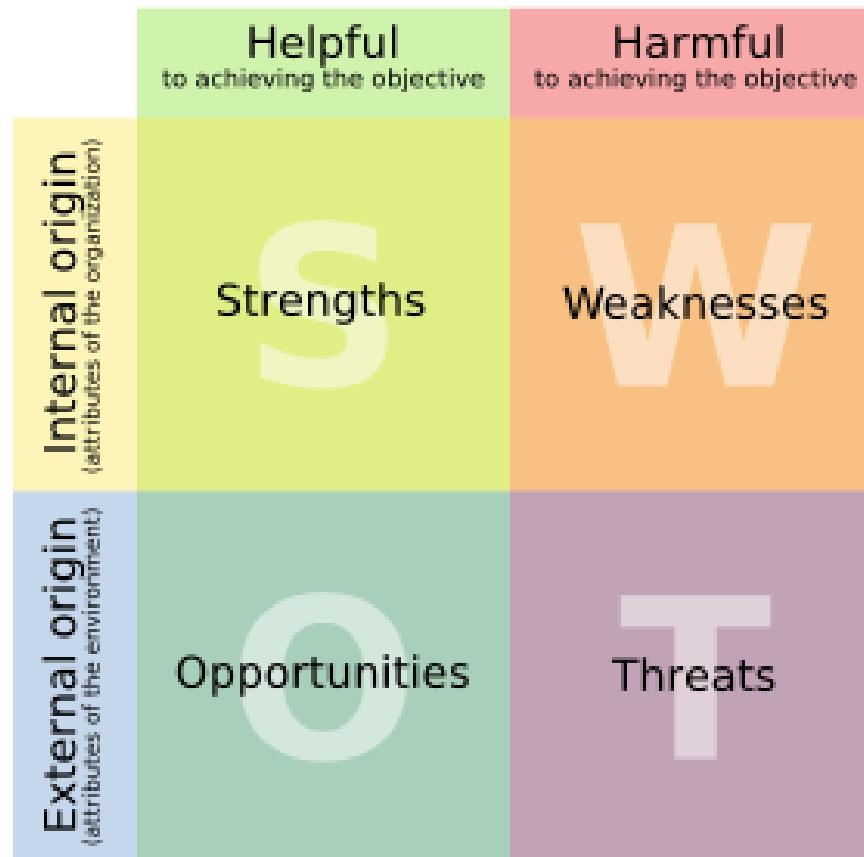 Helpful
to achieving the objective
Harmful
to achieving the objective
Internal origin
(attributes of the organization)
S
Strengths
W
Weaknesses
External origin
(attributes of the environment)
O
Opportunities
T
Threats